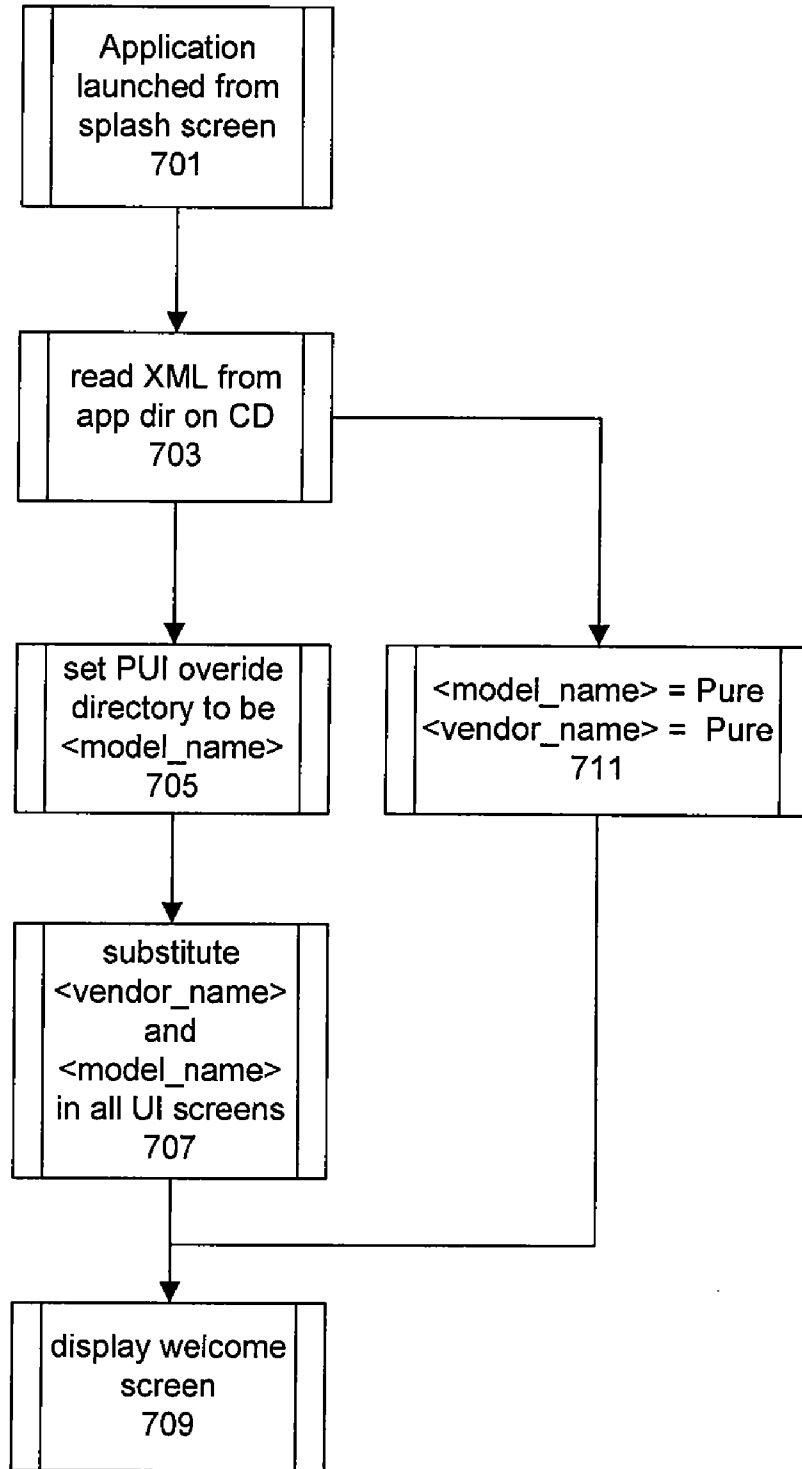 Application
launched from
splash screen
701
read XML from
app dir on CD
703
set PUI overide
directory to be
<model_name>
705
<model_name> = Pure
<vendor_name> = Pure
711
substitute
<vendor_name>
and
<model_name>
in all UI screens
707
display welcome
screen
709